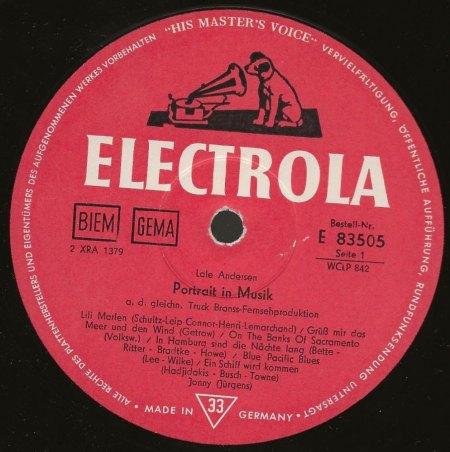 "HIS MASTER'S VOICE"
ALLE RECHTE DES PLATTENHERSTELLERS UND EIGENTÜMERS DES AUFGENOMMENEN WERKES VORBEHALTEN
VERVIELFÄLTIGUNG, ÖFFENTLICHE AUFFÜHRUNG, RUNDFUNKSENDUNG UNTERSAGT
ELECTROLA
BIEM GEMA
2 XRA 1379
Bestell-Nr.
E 83505
Seite 1
WCLP 842
Lale Andersen
Portrait in Musik
a. d. gleichn. Truck Branss-Fernsehproduktion
Lili Marlen (Schultz-Leip-Connor-Henri-Lemarchand) / Grüß mir das
Meer und den Wind (Getrow) / On The Banks Of Sacramento
(Volksw.) / In Hamburg sind die Nächte lang (Bette -
Ritter - Bradtke - Howe) / Blue Pacific Blues
(Lee - Wilke) / Ein Schiff wird kommen
(Hadjidakis - Busch - Towne)
Jonny (Jürgens)
MADE IN 33 GERMANY